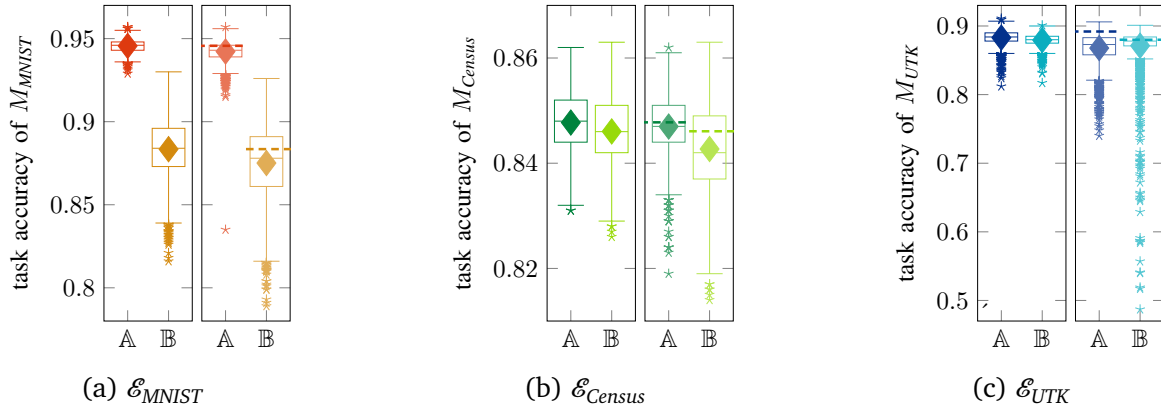 task accuracy of M_MNIST
0.95
0.9
0.85
0.8
𝔸 𝔹 𝔸 𝔹
(a) ℰ_MNIST
task accuracy of M_Census
0.86
0.84
0.82
𝔸 𝔹 𝔸 𝔹
(b) ℰ_Census
task accuracy of M_UTK
0.9
0.8
0.7
0.6
0.5
𝔸 𝔹 𝔸 𝔹
(c) ℰ_UTK